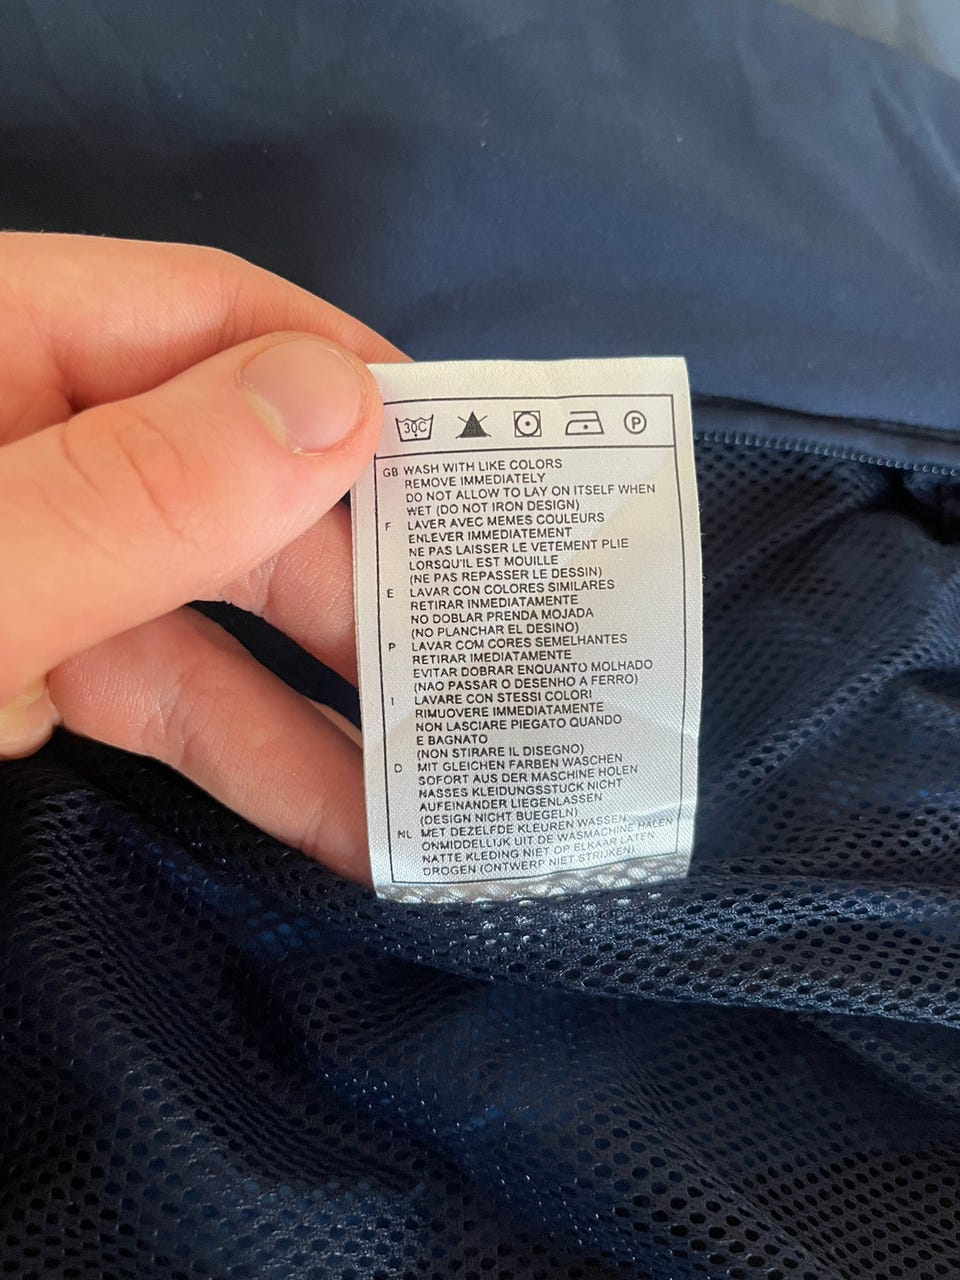 30C P
GB WASH WITH LIKE COLORS
REMOVE IMMEDIATELY
DO NOT ALLOW TO LAY ON ITSELF WHEN
WET (DO NOT IRON DESIGN)
F LAVER AVEC MEMES COULEURS
ENLEVER IMMEDIATEMENT
NE PAS LAISSER LE VETEMENT PLIE
LORSQU'IL EST MOUILLE
(NE PAS REPASSER LE DESSIN)
E LAVAR CON COLORES SIMILARES
RETIRAR INMEDIATAMENTE
NO DOBLAR PRENDA MOJADA
(NO PLANCHAR EL DESINO)
P LAVAR COM CORES SEMELHANTES
RETIRAR IMEDIATAMENTE
EVITAR DOBRAR ENQUANTO MOLHADO
(NAO PASSAR O DESENHO A FERRO)
I LAVARE CON STESSI COLORI
RIMUOVERE IMMEDIATAMENTE
NON LASCIARE PIEGATO QUANDO
E BAGNATO
(NON STIRARE IL DISEGNO)
D MIT GLEICHEN FARBEN WASCHEN
SOFORT AUS DER MASCHINE HOLEN
NASSES KLEIDUNGSSTUCK NICHT
AUFEINANDER LIEGENLASSEN
(DESIGN NICHT BUEGELN)
NL MET DEZELFDE KLEUREN WASSEN
ONMIDDELLIJK UIT DE WASMACHINE HALEN
NATTE KLEDING NIET OP ELKAAR LATEN
DROGEN (ONTWERP NIET STRIJKEN)